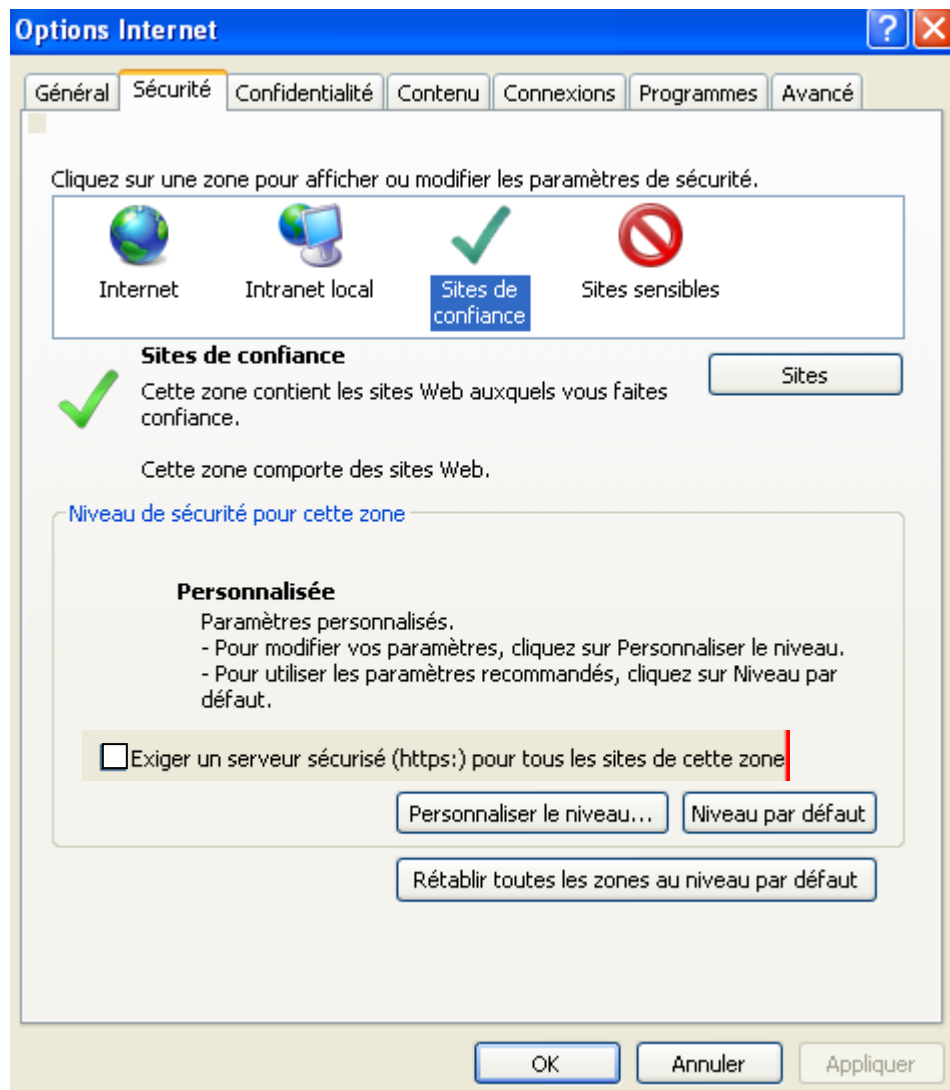 Options Internet
Général Sécurité Confidentialité Contenu Connexions Programmes Avancé
Cliquez sur une zone pour afficher ou modifier les paramètres de sécurité.
Internet Intranet local Sites de confiance Sites sensibles
Sites de confiance
Sites
Cette zone contient les sites Web auxquels vous faites
confiance.
Cette zone comporte des sites Web.
Niveau de sécurité pour cette zone
Personnalisée
Paramètres personnalisés.
- Pour modifier vos paramètres, cliquez sur Personnaliser le niveau.
- Pour utiliser les paramètres recommandés, cliquez sur Niveau par
défaut.
Exiger un serveur sécurisé (https:) pour tous les sites de cette zone
Personnaliser le niveau... Niveau par défaut
Rétablir toutes les zones au niveau par défaut
OK Annuler Appliquer